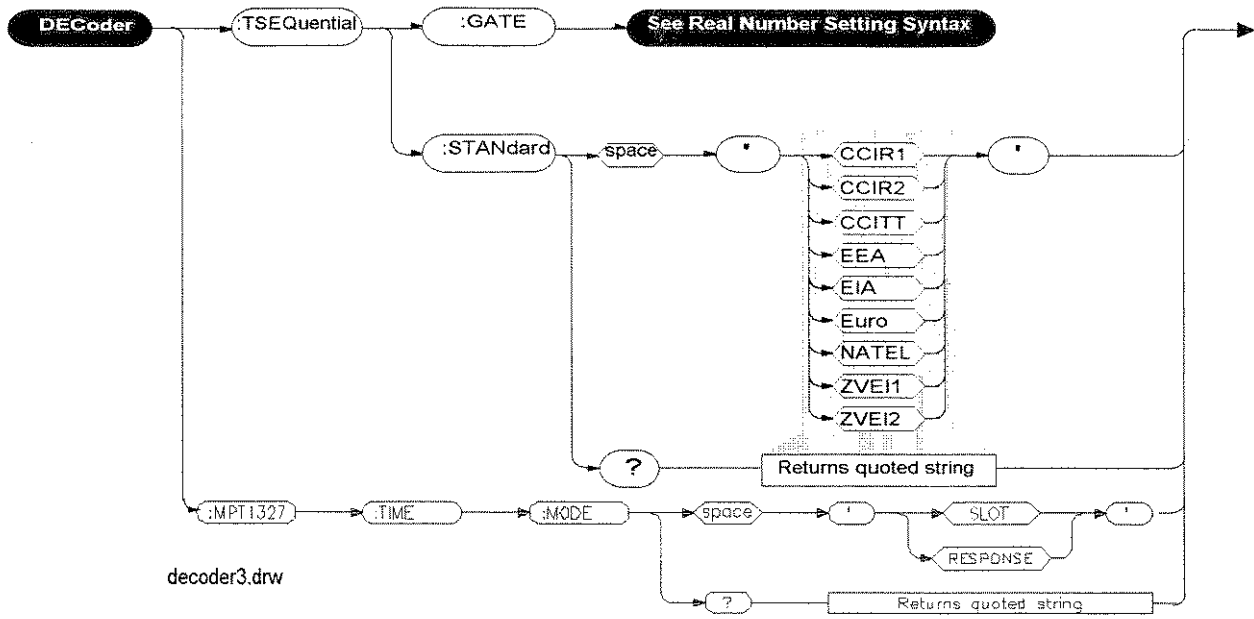 DECoder :TSEQuential :GATE See Real Number Setting Syntax
:STANdard space " CCIR1 "
CCIR2
CCITT
EEA
EIA
Euro
NATEL
ZVEI1
ZVEI2
? Returns quoted string
:MPT1327 :TIME :MODE space ' SLOT '
RESPONSE
decoder3.drw
? Returns quoted string